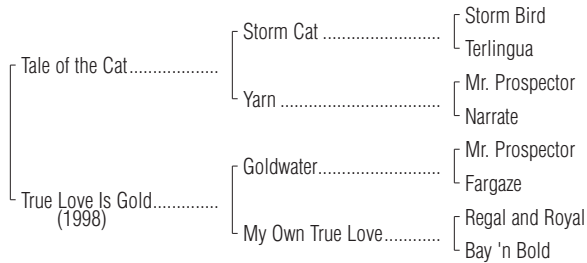 Storm Bird
Storm Cat ........................
Terlingua
Tale of the Cat..................
Mr. Prospector
Yarn .................................
Narrate
Mr. Prospector
Goldwater.........................
Fargaze
True Love Is Gold.............
(1998)
Regal and Royal
My Own True Love............
Bay 'n Bold